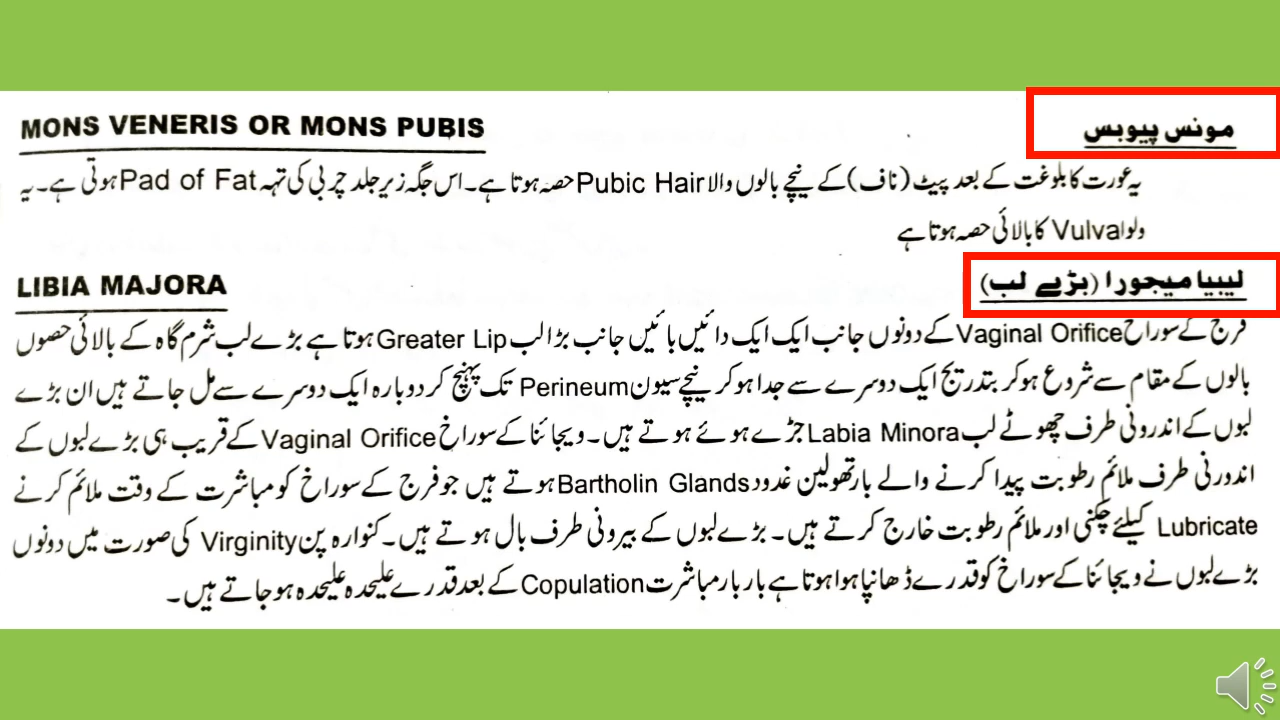 مونس پیوبس MONS VENERIS OR MONS PUBIS
یہ عورت کا بلوغت کے بعد پیٹ (ناف) کے نیچے بالوں والا Pubic Hair حصہ ہوتا ہے۔ اس جگہ زیر جلد چربی کی تہہ Pad of Fat ہوتی ہے۔ یہ
ولوا Vulva کا بالائی حصہ ہوتا ہے
لیبیا میجورا (بڑے لب) LIBIA MAJORA
فرج کے سوراخ Vaginal Orifice کے دونوں جانب ایک ایک دائیں بائیں جانب بڑا لب Greater Lip ہوتا ہے بڑے لب شرم گاہ کے بالائی حصوں
بالوں کے مقام سے شروع ہو کر بتدریج ایک دوسرے سے جدا ہو کر نیچے سیون Perineum تک پہنچ کر دوبارہ ایک دوسرے سے مل جاتے ہیں ان بڑے
لبوں کے اندرونی طرف چھوٹے لب Labia Minora جڑے ہوئے ہوتے ہیں۔ ویجائنا کے سوراخ Vaginal Orifice کے قریب ہی بڑے لبوں کے
اندورنی طرف ملائم رطوبت پیدا کرنے والے بارتھولین غدود Bartholin Glands ہوتے ہیں جو فرج کے سوراخ کو مباشرت کے وقت ملائم کرنے
Lubricate کیلئے چکنی اور ملائم رطوبت خارج کرتے ہیں۔ بڑے لبوں کے بیرونی طرف بال ہوتے ہیں۔ کنوارہ پن Virginity کی صورت میں دونوں
بڑے لبوں نے ویجائنا کے سوراخ کو قدرے ڈھانپا ہوا ہوتا ہے بار بار مباشرت Copulation کے بعد قدرے علیحدہ علیحدہ ہو جاتے ہیں۔